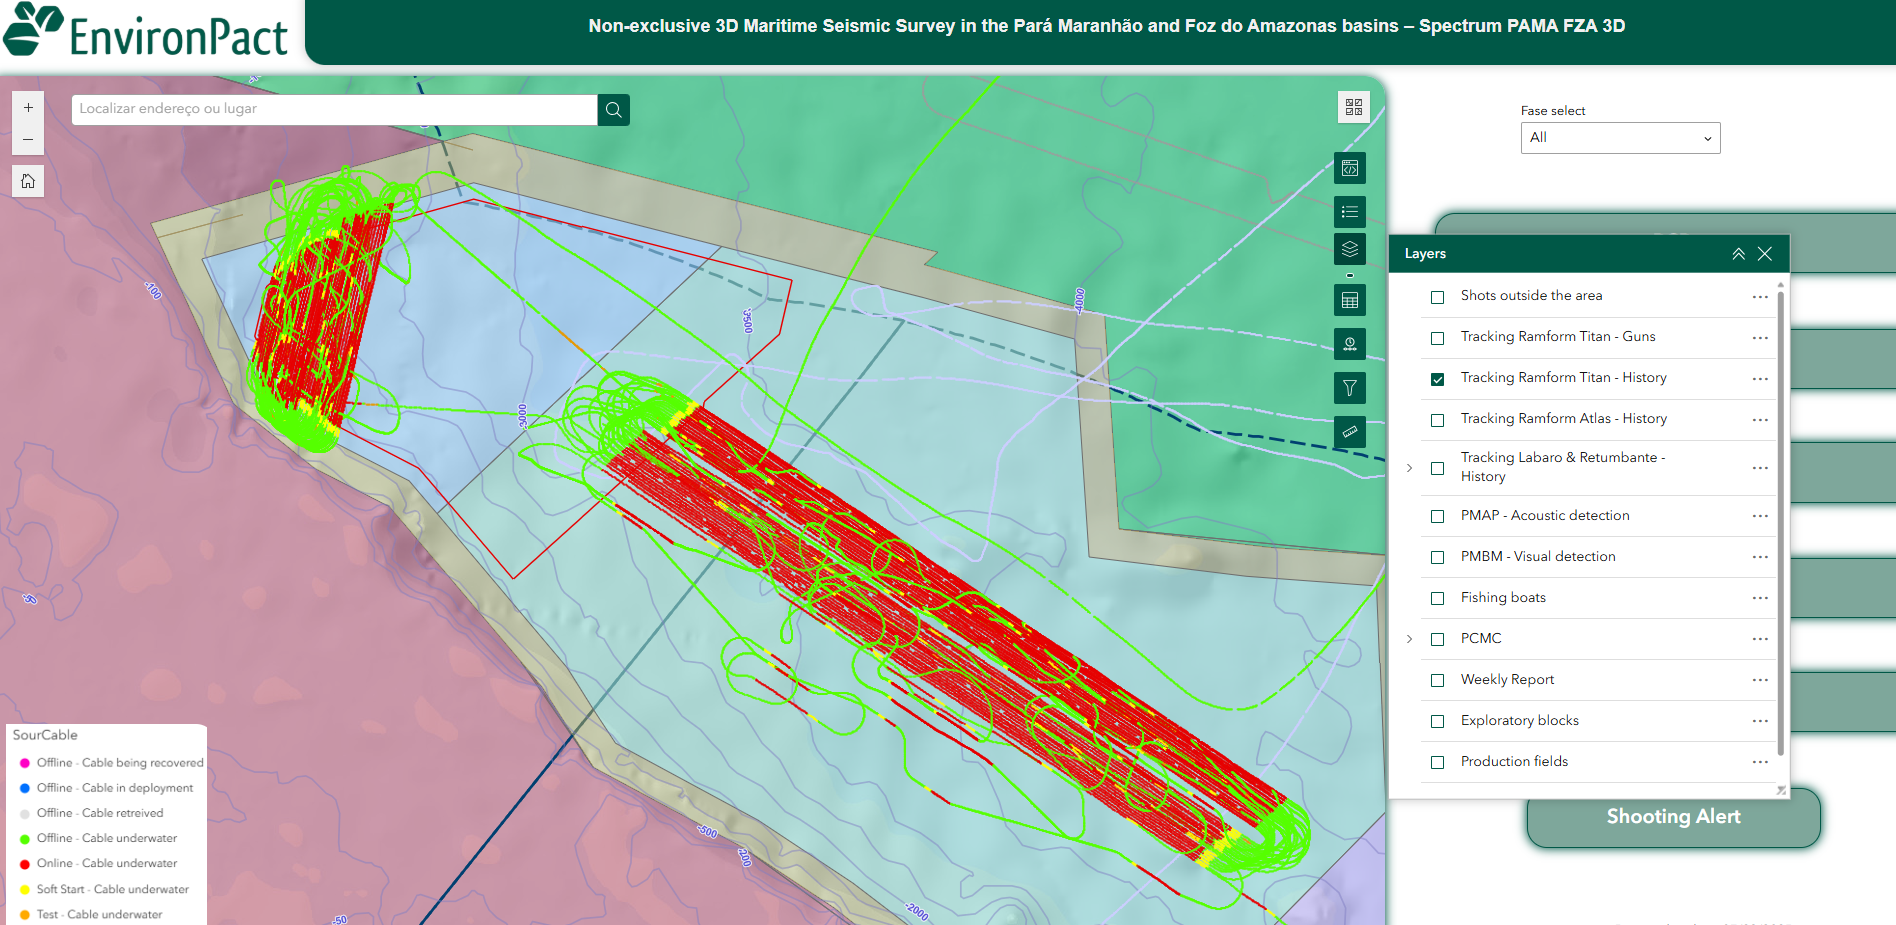 EnvironPact
Non-exclusive 3D Maritime Seismic Survey in the Pará Maranhão and Foz do Amazonas basins – Spectrum PAMA FZA 3D
+
Localizar endereço ou lugar
−
Fase select
All
Layers
Shots outside the area
Tracking Ramform Titan - Guns
Tracking Ramform Titan - History
Tracking Ramform Atlas - History
Tracking Labaro & Retumbante -
History
PMAP - Acoustic detection
PMBM - Visual detection
Fishing boats
PCMC
Weekly Report
Exploratory blocks
Production fields
Shooting Alert
-100
-4000
-3500
-3000
-50
-500
-200
-2000
-50
SourCable
Offline - Cable being recovered
Offline - Cable in deployment
Offline - Cable retreived
Offline - Cable underwater
Online - Cable underwater
Soft Start - Cable underwater
Test - Cable underwater